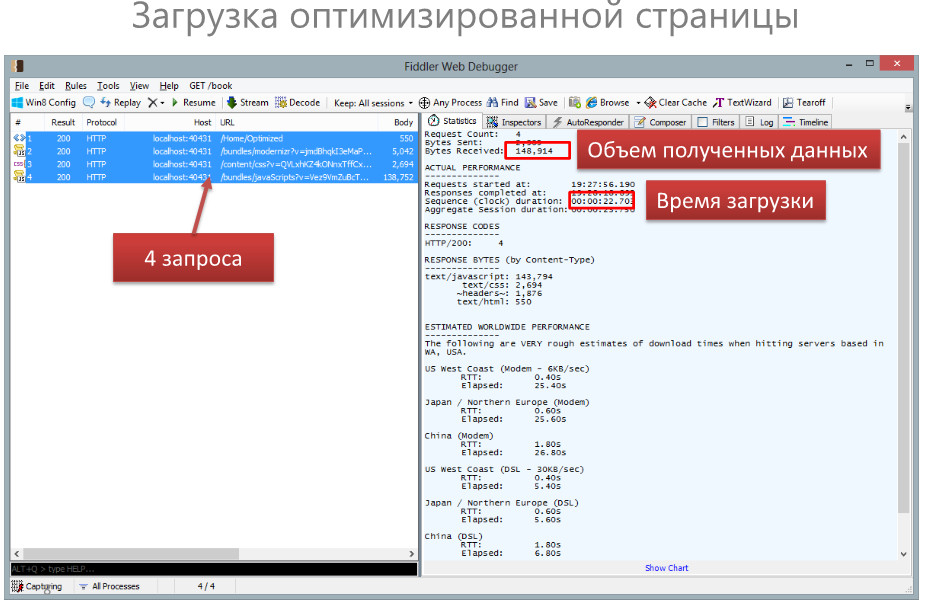 Загрузка оптимизированной страницы
Fiddler Web Debugger
File Edit Rules Tools View Help GET /book
Win8 Config Replay Resume Stream Decode Keep: All sessions Any Process Find Save Browse Clear Cache TextWizard Tearoff
# Result Protocol Host URL Body
1 200 HTTP localhost:40431 /Home/Optimized 550
2 200 HTTP localhost:40431 /bundles/modernizr?v=jmdBhqkI3eMaP... 5,042
3 200 HTTP localhost:40431 /content/css?v=QVLxhKZ4kONnxTffCx... 2,694
4 200 HTTP localhost:40431 /bundles/javaScripts?v=Vez9VmZuBcT... 138,752
4 запроса
ALT+Q > type HELP...
Capturing All Processes 4 / 4
Statistics Inspectors AutoResponder Composer Filters Log Timeline
Request Count: 4
Bytes Sent:
Bytes Received: 148,914
Объем полученных данных
ACTUAL PERFORMANCE
--------------
Requests started at: 19:27:56.190
Responses completed at:
Sequence (clock) duration: 00:00:22.703
Aggregate Session duration:
Время загрузки
RESPONSE CODES
--------------
HTTP/200: 4
RESPONSE BYTES (by Content-Type)
--------------
text/javascript: 143,794
text/css: 2,694
~headers~: 1,876
text/html: 550
ESTIMATED WORLDWIDE PERFORMANCE
--------------
The following are VERY rough estimates of download times when hitting servers based in
WA, USA.
US West Coast (Modem - 6KB/sec)
RTT: 0.40s
Elapsed: 25.40s
Japan / Northern Europe (Modem)
RTT: 0.60s
Elapsed: 25.60s
China (Modem)
RTT: 1.80s
Elapsed: 26.80s
US West Coast (DSL - 30KB/sec)
RTT: 0.40s
Elapsed: 5.40s
Japan / Northern Europe (DSL)
RTT: 0.60s
Elapsed: 5.60s
China (DSL)
RTT: 1.80s
Elapsed: 6.80s
Show Chart